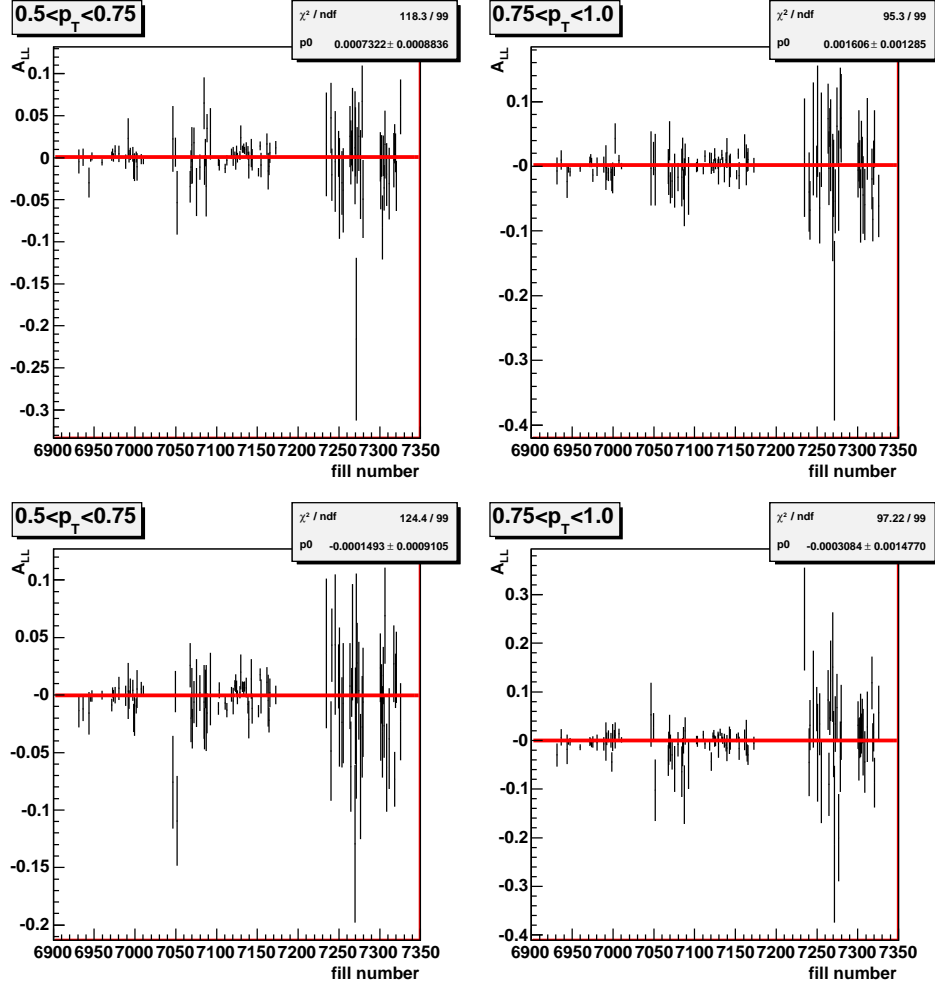 0.5<p_T<0.75
χ² / ndf 118.3 / 99
p0 0.0007322 ± 0.0008836
A_LL
0.1
0.05
0
-0.05
-0.1
-0.15
-0.2
-0.25
-0.3
6900 6950 7000 7050 7100 7150 7200 7250 7300 7350
fill number
0.75<p_T<1.0
χ² / ndf 95.3 / 99
p0 0.001606 ± 0.001285
A_LL
0.1
-0
-0.1
-0.2
-0.3
-0.4
6900 6950 7000 7050 7100 7150 7200 7250 7300 7350
fill number
0.5<p_T<0.75
χ² / ndf 124.4 / 99
p0 -0.0001493 ± 0.0009105
A_LL
0.1
0.05
-0
-0.05
-0.1
-0.15
-0.2
6900 6950 7000 7050 7100 7150 7200 7250 7300 7350
fill number
0.75<p_T<1.0
χ² / ndf 97.22 / 99
p0 -0.0003084 ± 0.0014770
A_LL
0.3
0.2
0.1
-0
-0.1
-0.2
-0.3
-0.4
6900 6950 7000 7050 7100 7150 7200 7250 7300 7350
fill number